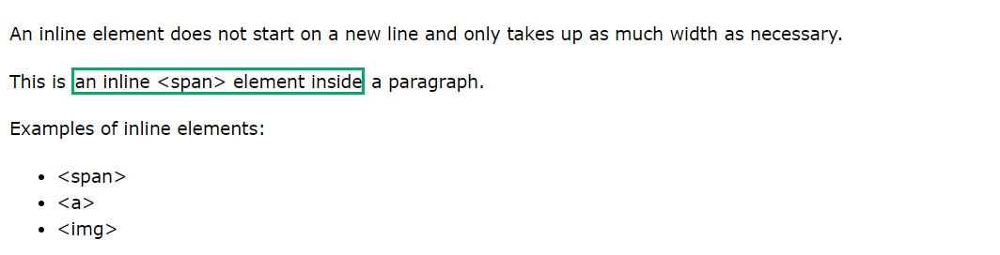 An inline element does not start on a new line and only takes up as much width as necessary.
This is an inline <span> element inside a paragraph.
Examples of inline elements:
• <span>
• <a>
• <img>